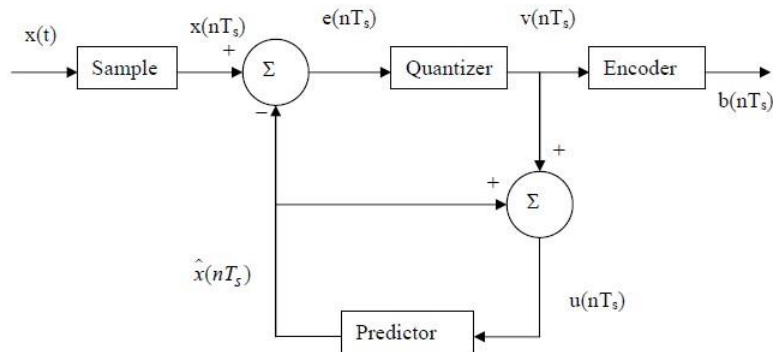 x(t)
x(nTₛ)
e(nTₛ)
v(nTₛ)
+
Sample
Σ
Quantizer
Encoder
−
b(nTₛ)
+
+
Σ
x̂(nTₛ)
u(nTₛ)
Predictor